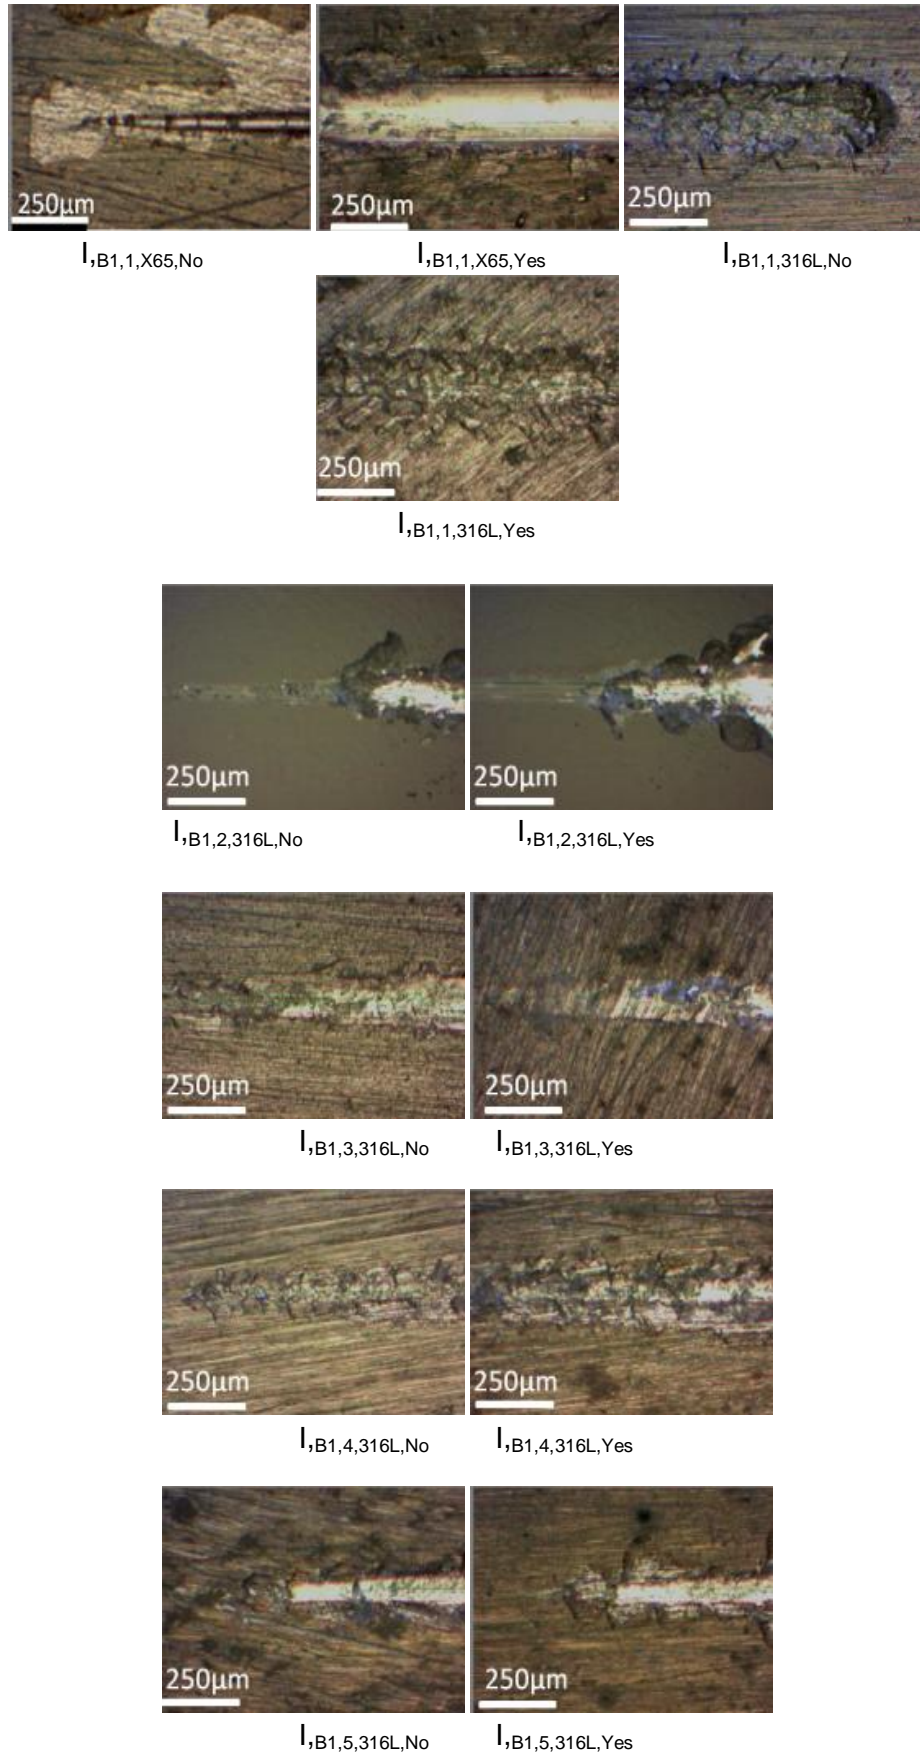 250µm 250µm 250µm
I,B1,1,X65,No I,B1,1,X65,Yes I,B1,1,316L,No
250µm
I,B1,1,316L,Yes
250µm 250µm
I,B1,2,316L,No I,B1,2,316L,Yes
250µm 250µm
I,B1,3,316L,No I,B1,3,316L,Yes
250µm 250µm
I,B1,4,316L,No I,B1,4,316L,Yes
250µm 250µm
I,B1,5,316L,No I,B1,5,316L,Yes